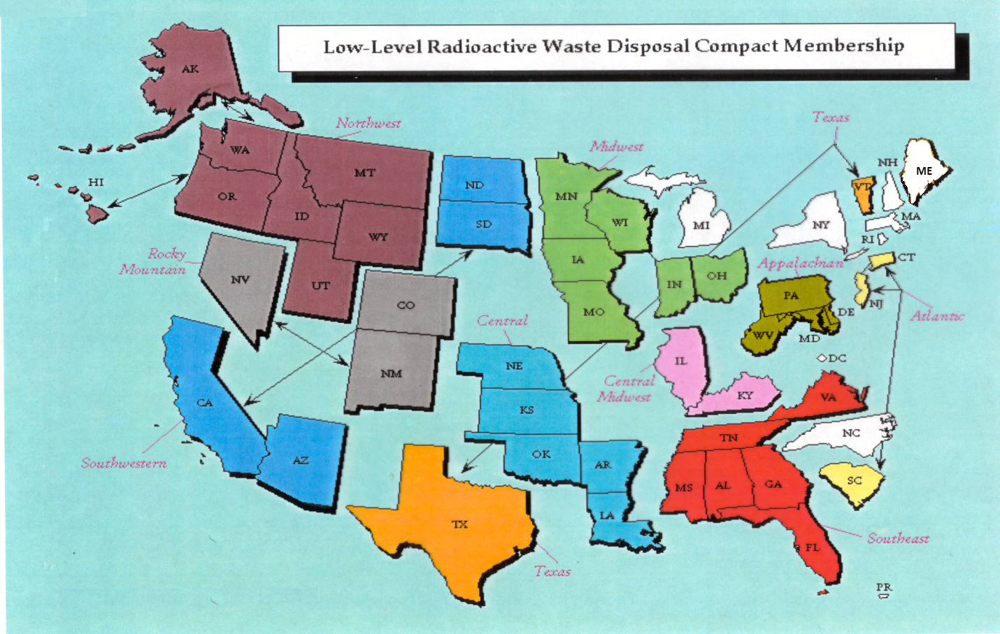 Low-Level Radioactive Waste Disposal Compact Membership
AK
Northwest
Texas
WA
MT
Midwest
NH
ME
HI
OR
ID
ND
MN
VT
SD
WI
MI
NY
MA
WY
RI
Rocky
Mountain
IA
Appalachian
CT
NV
UT
IN
OH
CO
MO
PA
NJ
DE
Atlantic
Central
WV
MD
NE
IL
DC
NM
Central
Midwest
CA
KS
KY
VA
Southwestern
AZ
OK
AR
TN
NC
MS
AL
GA
SC
TX
LA
Southeast
FL
Texas
PR